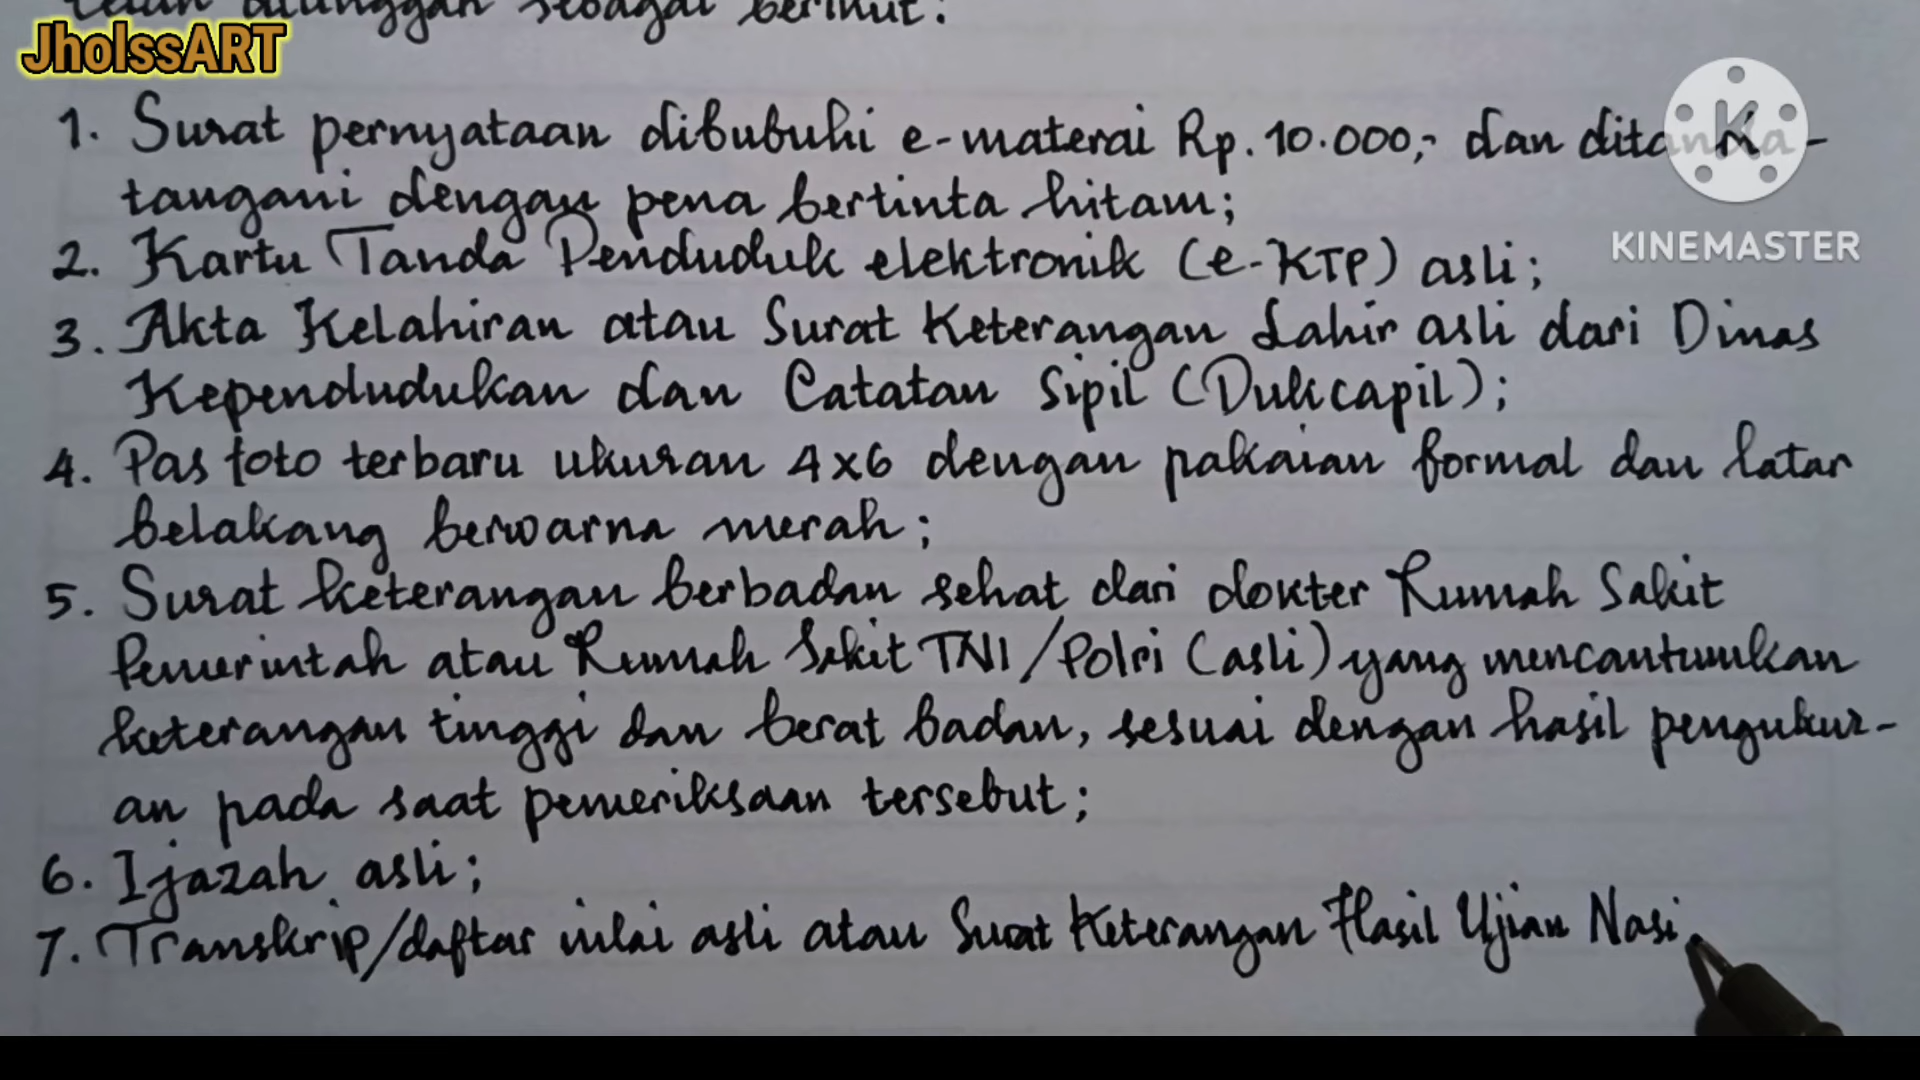 telah diunggah sebagai berikut:
JholssART
1. Surat pernyataan dibubuhi e-materai Rp. 10.000,- dan ditanda-
tangani dengan pena bertinta hitam;
KINEMASTER
2. Kartu Tanda Penduduk elektronik (e-KTP) asli;
3. Akta Kelahiran atau Surat Keterangan Lahir asli dari Dinas
Kependudukan dan Catatan Sipil (Dukcapil);
4. Pas foto terbaru ukuran 4x6 dengan pakaian formal dan latar
belakang berwarna merah;
5. Surat keterangan berbadan sehat dari dokter Rumah Sakit
Pemerintah atau Rumah Sakit TNI/Polri (asli) yang mencantumkan
keterangan tinggi dan berat badan, sesuai dengan hasil pengukur-
an pada saat pemeriksaan tersebut;
6. Ijazah asli;
7. Transkrip/daftar nilai asli atau Surat Keterangan Hasil Ujian Nasi